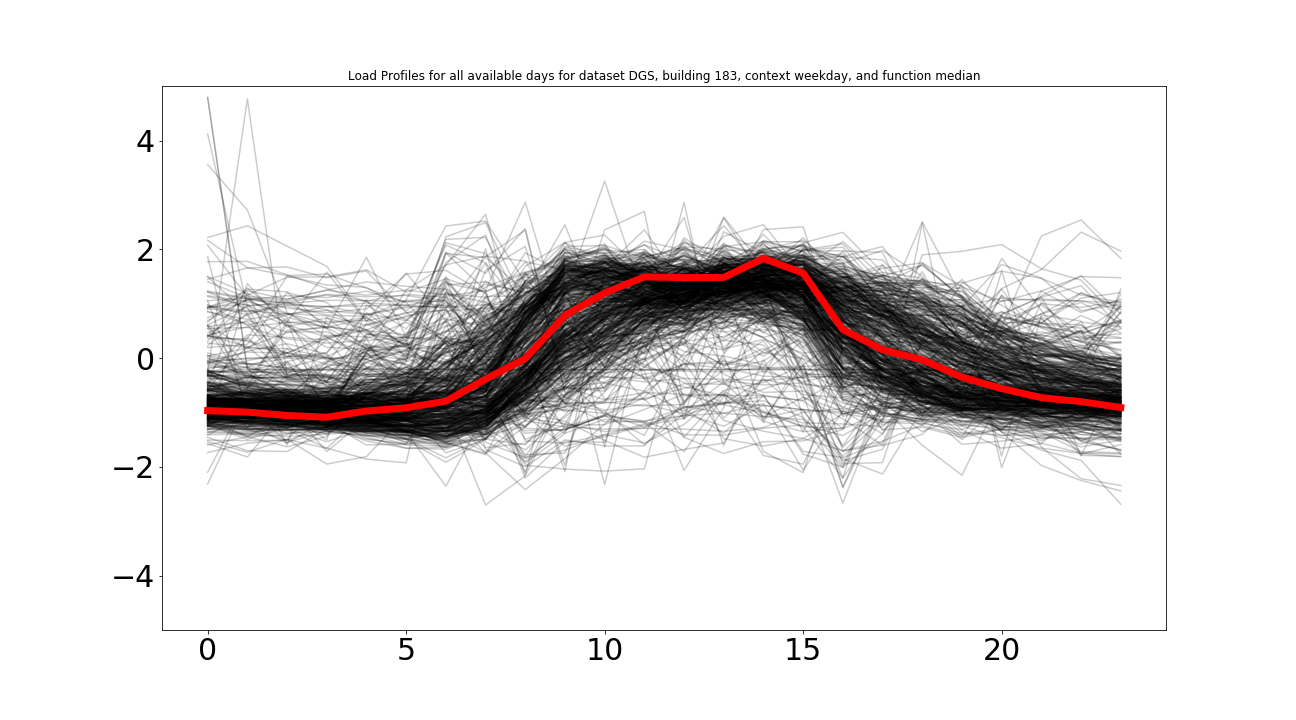 Load Profiles for all available days for dataset DGS, building 183, context weekday, and function median
4
2
0
−2
−4
0 5 10 15 20